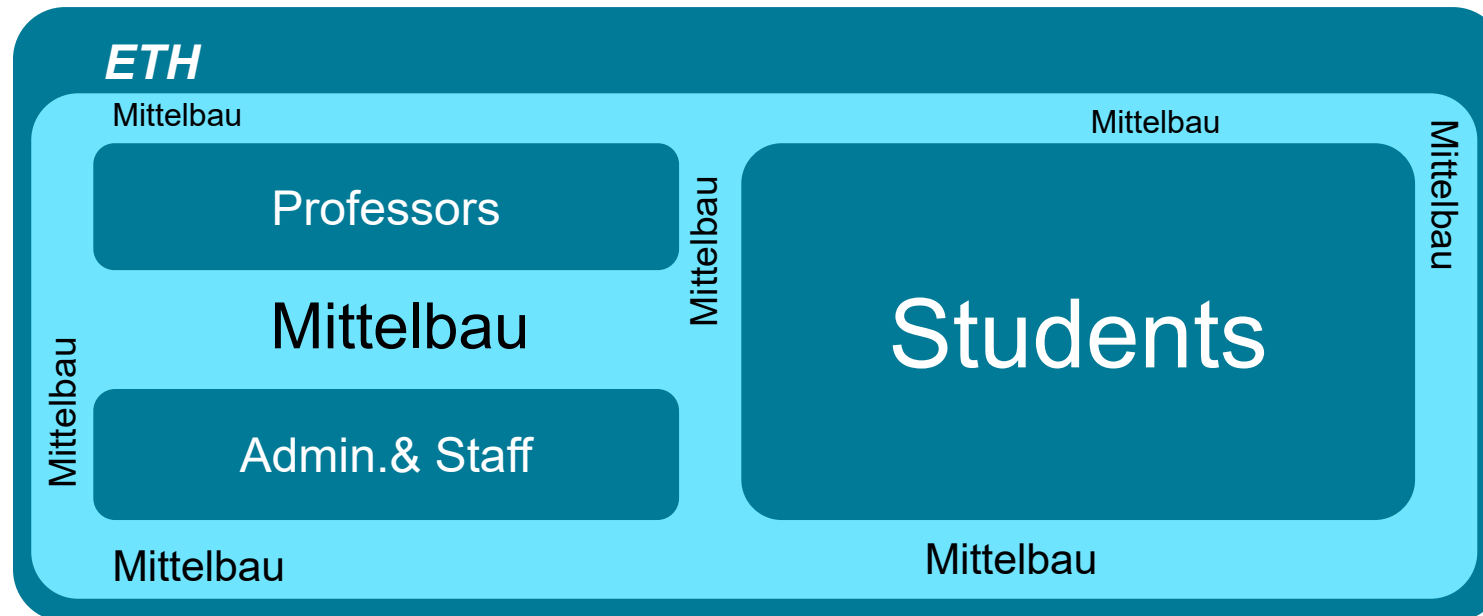 ETH
Mittelbau
Mittelbau
Mittelbau
Professors
Mittelbau
Mittelbau
Students
Mittelbau
Admin.& Staff
Mittelbau
Mittelbau